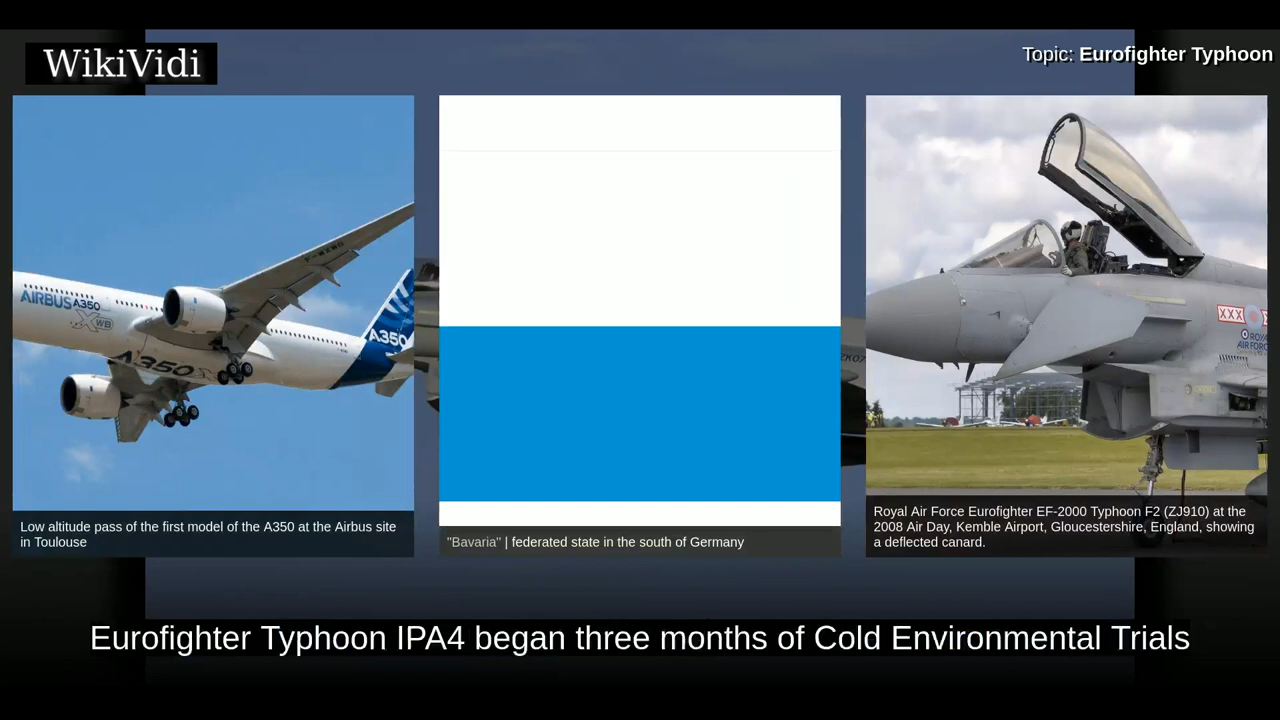 WikiVidi
Topic: Eurofighter Typhoon
AIRBUS A350
XWB
A350
A350
Low altitude pass of the first model of the A350 at the Airbus site
in Toulouse
"Bavaria" | federated state in the south of Germany
XXX
ROYAL
AIR FORCE
Royal Air Force Eurofighter EF-2000 Typhoon F2 (ZJ910) at the
2008 Air Day, Kemble Airport, Gloucestershire, England, showing
a deflected canard.
Eurofighter Typhoon IPA4 began three months of Cold Environmental Trials